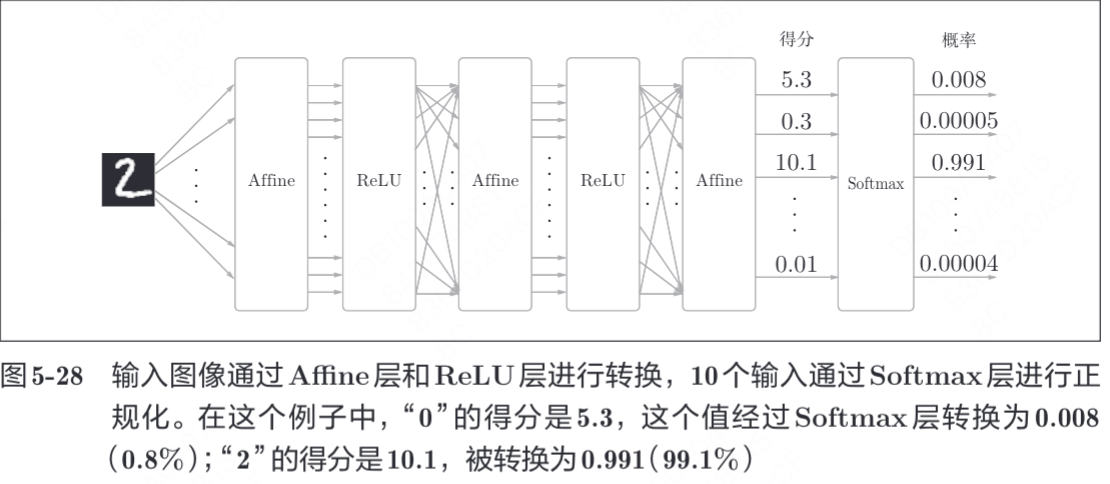 得分 概率
5.3 0.008
0.3 0.00005
10.1 0.991
2 Affine ReLU Affine ReLU Affine Softmax
0.01 0.00004
图5-28 输入图像通过Affine层和ReLU层进行转换，10个输入通过Softmax层进行正
规化。在这个例子中，“0”的得分是5.3，这个值经过Softmax层转换为0.008
（0.8%）；“2”的得分是10.1，被转换为0.991（99.1%）